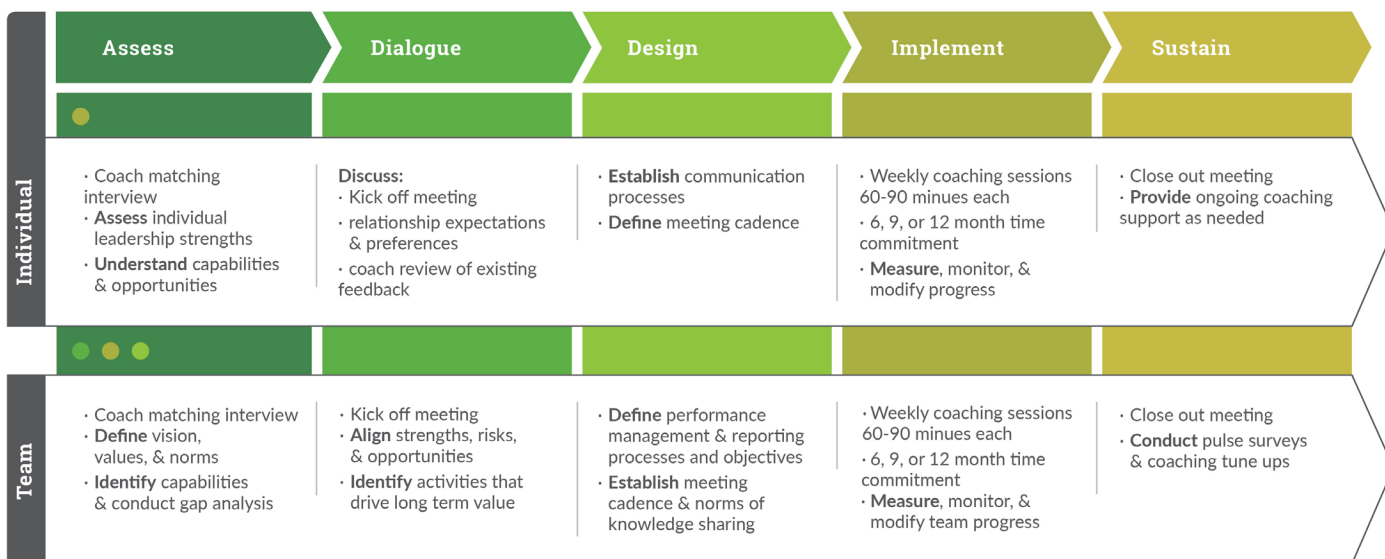 Assess
Dialogue
Design
Implement
Sustain
Individual
· Coach matching
interview
· Assess individual
leadership strengths
· Understand capabilities
& opportunities
Discuss:
· Kick off meeting
· relationship expectations
& preferences
· coach review of existing
feedback
· Establish communication
processes
· Define meeting cadence
· Weekly coaching sessions
60-90 minues each
· 6, 9, or 12 month time
commitment
· Measure, monitor, &
modify progress
· Close out meeting
· Provide ongoing coaching
support as needed
Team
· Coach matching interview
· Define vision,
values, & norms
· Identify capabilities
& conduct gap analysis
· Kick off meeting
· Align strengths, risks,
& opportunities
· Identify activities that
drive long term value
· Define performance
management & reporting
processes and objectives
· Establish meeting
cadence & norms of
knowledge sharing
· Weekly coaching sessions
60-90 minues each
· 6, 9, or 12 month time
commitment
· Measure, monitor, &
modify team progress
· Close out meeting
· Conduct pulse surveys
& coaching tune ups